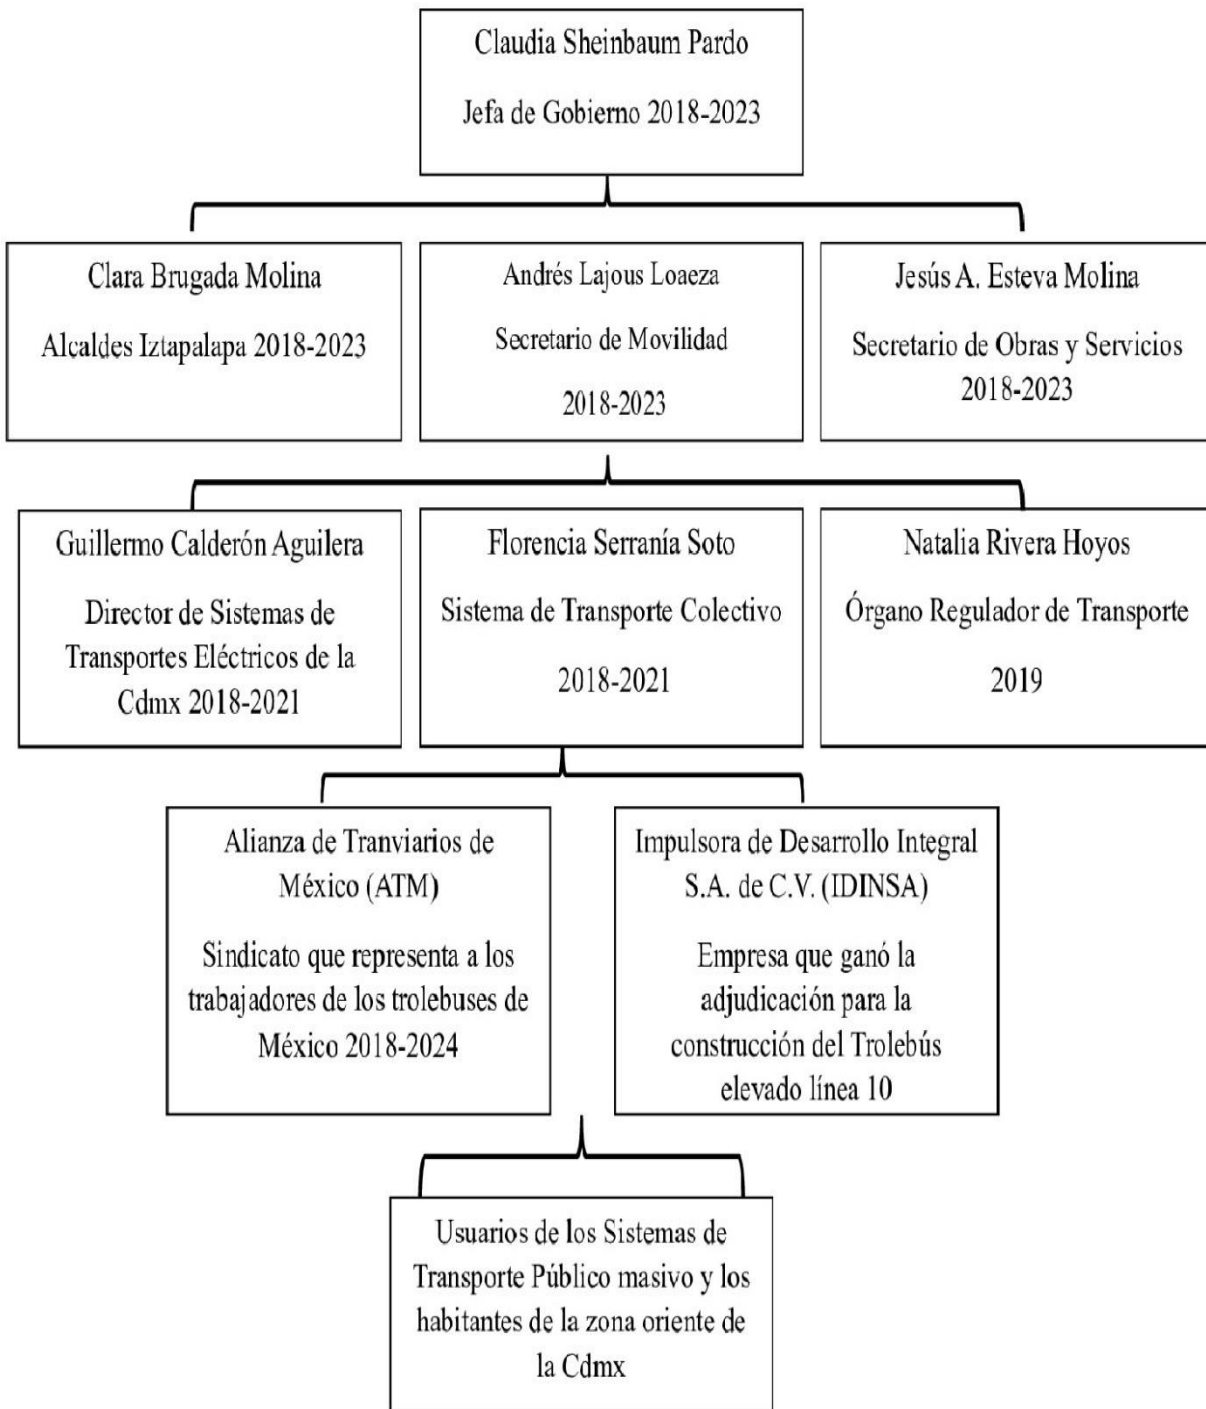 Claudia Sheinbaum Pardo
Jefa de Gobierno 2018-2023
Clara Brugada Molina
Alcaldes Iztapalapa 2018-2023
Andrés Lajous Loaeza
Secretario de Movilidad
2018-2023
Jesús A. Esteva Molina
Secretario de Obras y Servicios
2018-2023
Guillermo Calderón Aguilera
Director de Sistemas de
Transportes Eléctricos de la
Cdmx 2018-2021
Florencia Serranía Soto
Sistema de Transporte Colectivo
2018-2021
Natalia Rivera Hoyos
Órgano Regulador de Transporte
2019
Alianza de Tranviarios de
México (ATM)
Sindicato que representa a los
trabajadores de los trolebuses de
México 2018-2024
Impulsora de Desarrollo Integral
S.A. de C.V. (IDINSA)
Empresa que ganó la
adjudicación para la
construcción del Trolebús
elevado línea 10
Usuarios de los Sistemas de
Transporte Público masivo y los
habitantes de la zona oriente de
la Cdmx